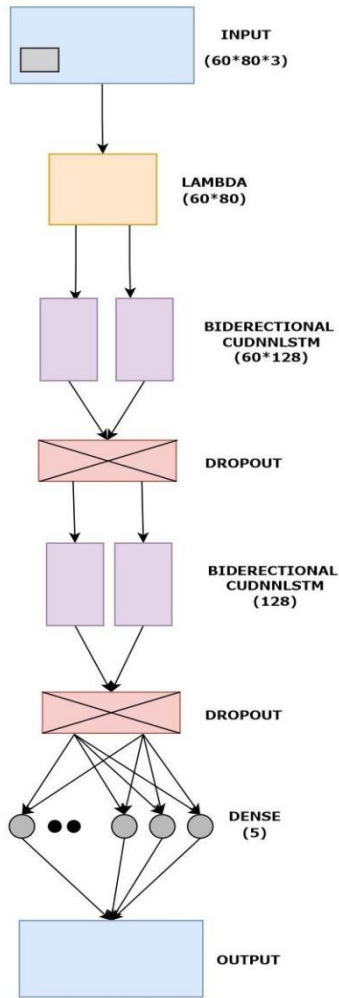 INPUT
(60*80*3)
LAMBDA
(60*80)
BIDERECTIONAL
CUDNNLSTM
(60*128)
DROPOUT
BIDERECTIONAL
CUDNNLSTM
(128)
DROPOUT
DENSE
(5)
OUTPUT